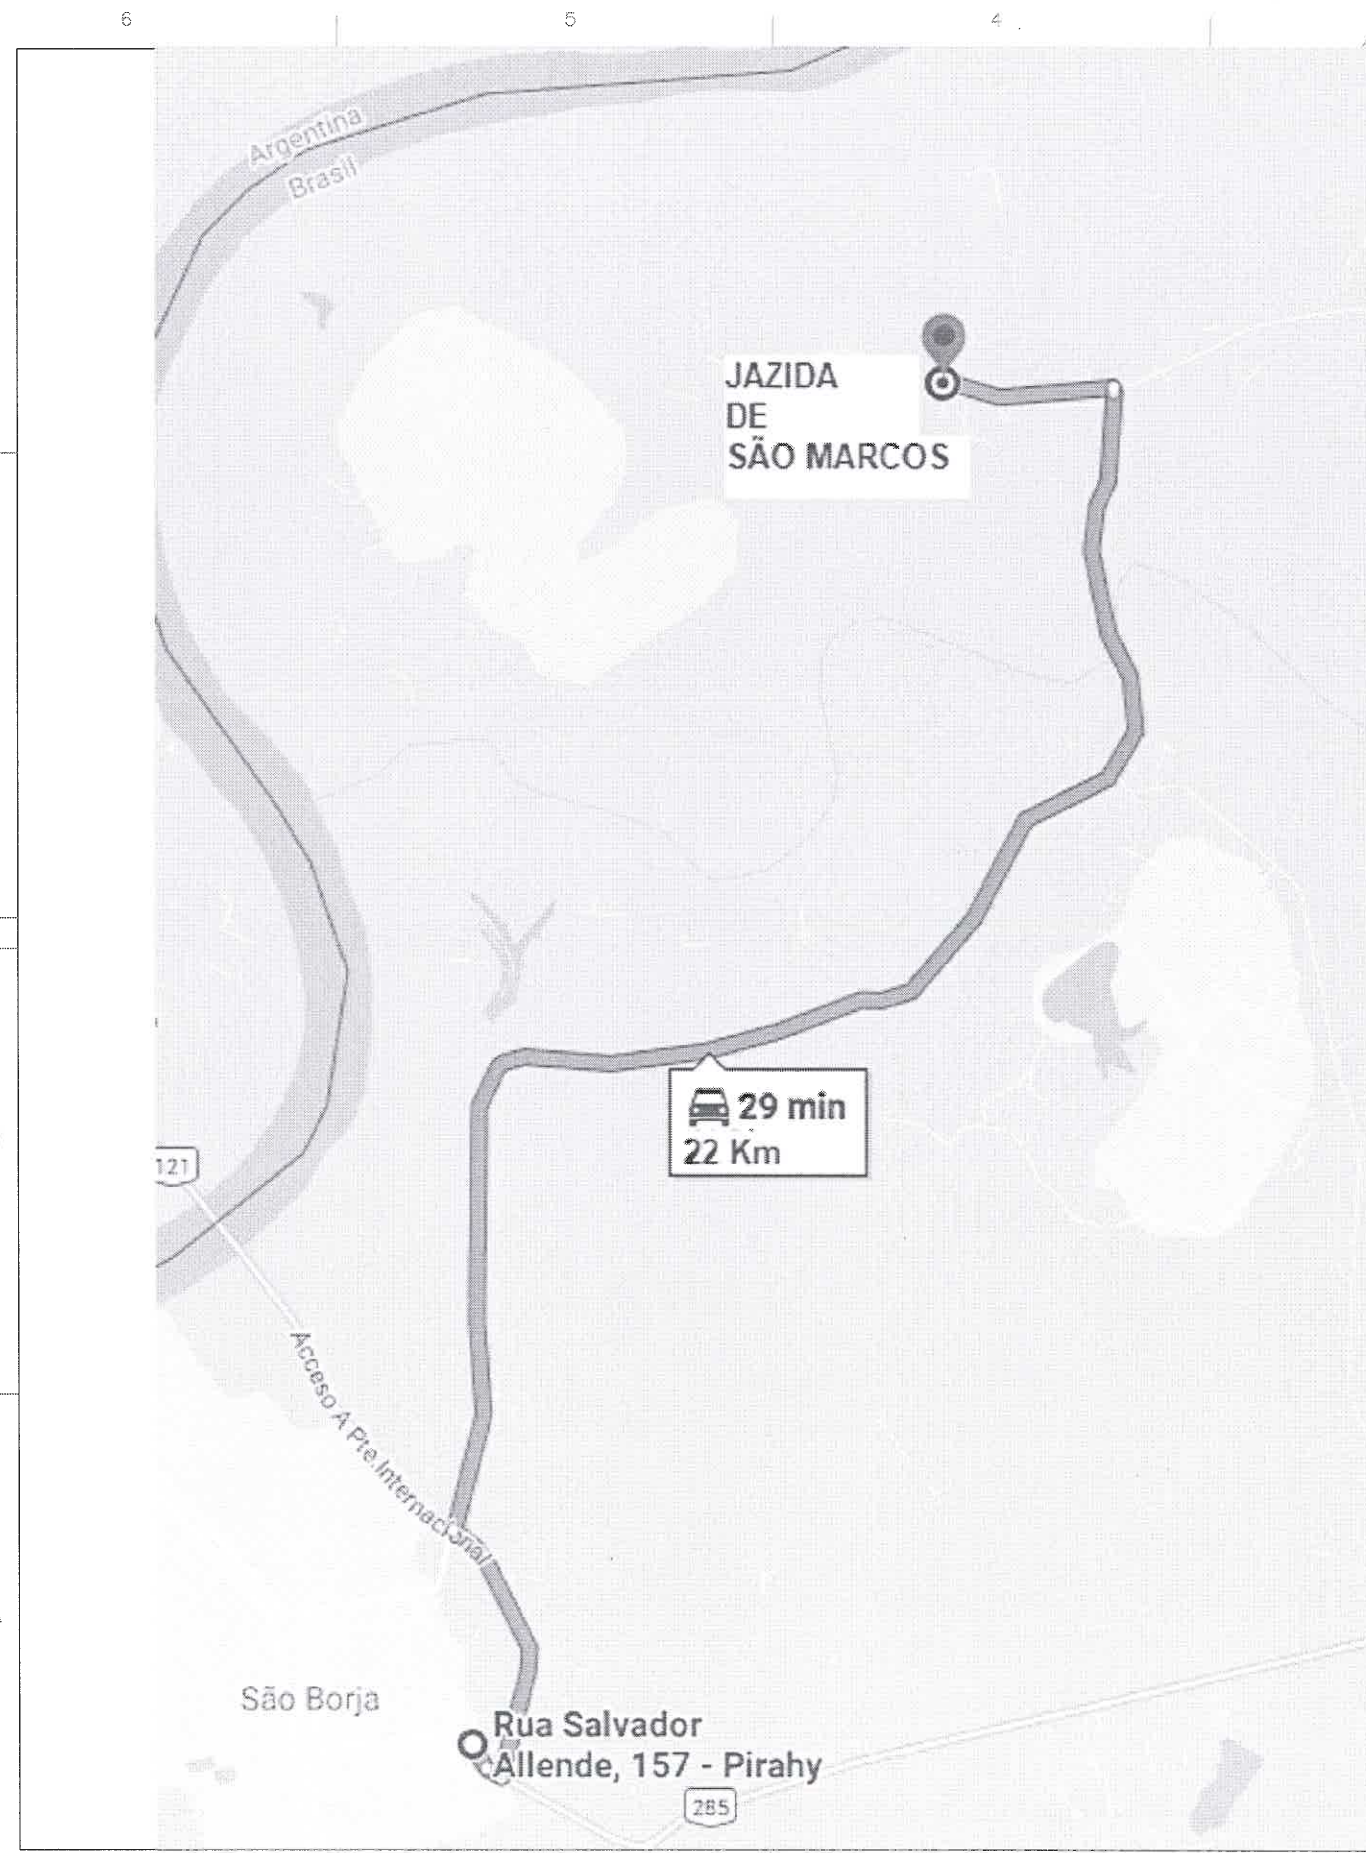 6 5 4
Argentina
Brasil
JAZIDA
DE
SÃO MARCOS
29 min
22 Km
121
Acceso A Pte.Internacional
São Borja
Rua Salvador
Allende, 157 - Pirahy
285